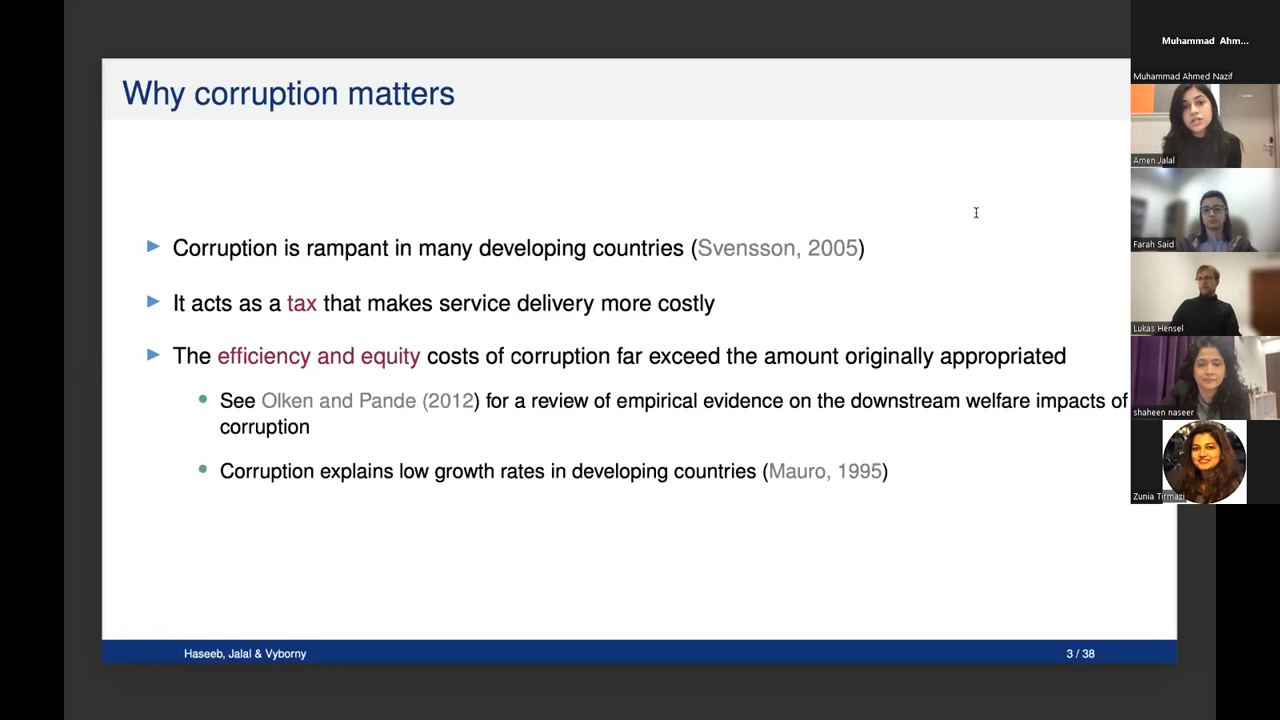 Why corruption matters
Corruption is rampant in many developing countries (Svensson, 2005)
It acts as a tax that makes service delivery more costly
The efficiency and equity costs of corruption far exceed the amount originally appropriated
See Olken and Pande (2012) for a review of empirical evidence on the downstream welfare impacts of
corruption
Corruption explains low growth rates in developing countries (Mauro, 1995)
Haseeb, Jalal & Vyborny
3 / 38
Muhammad Ahm...
Muhammad Ahmed Nazif
Amen Jalal
Farah Said
Lukas Hensel
shaheen naseer
Zunia Tirmazi